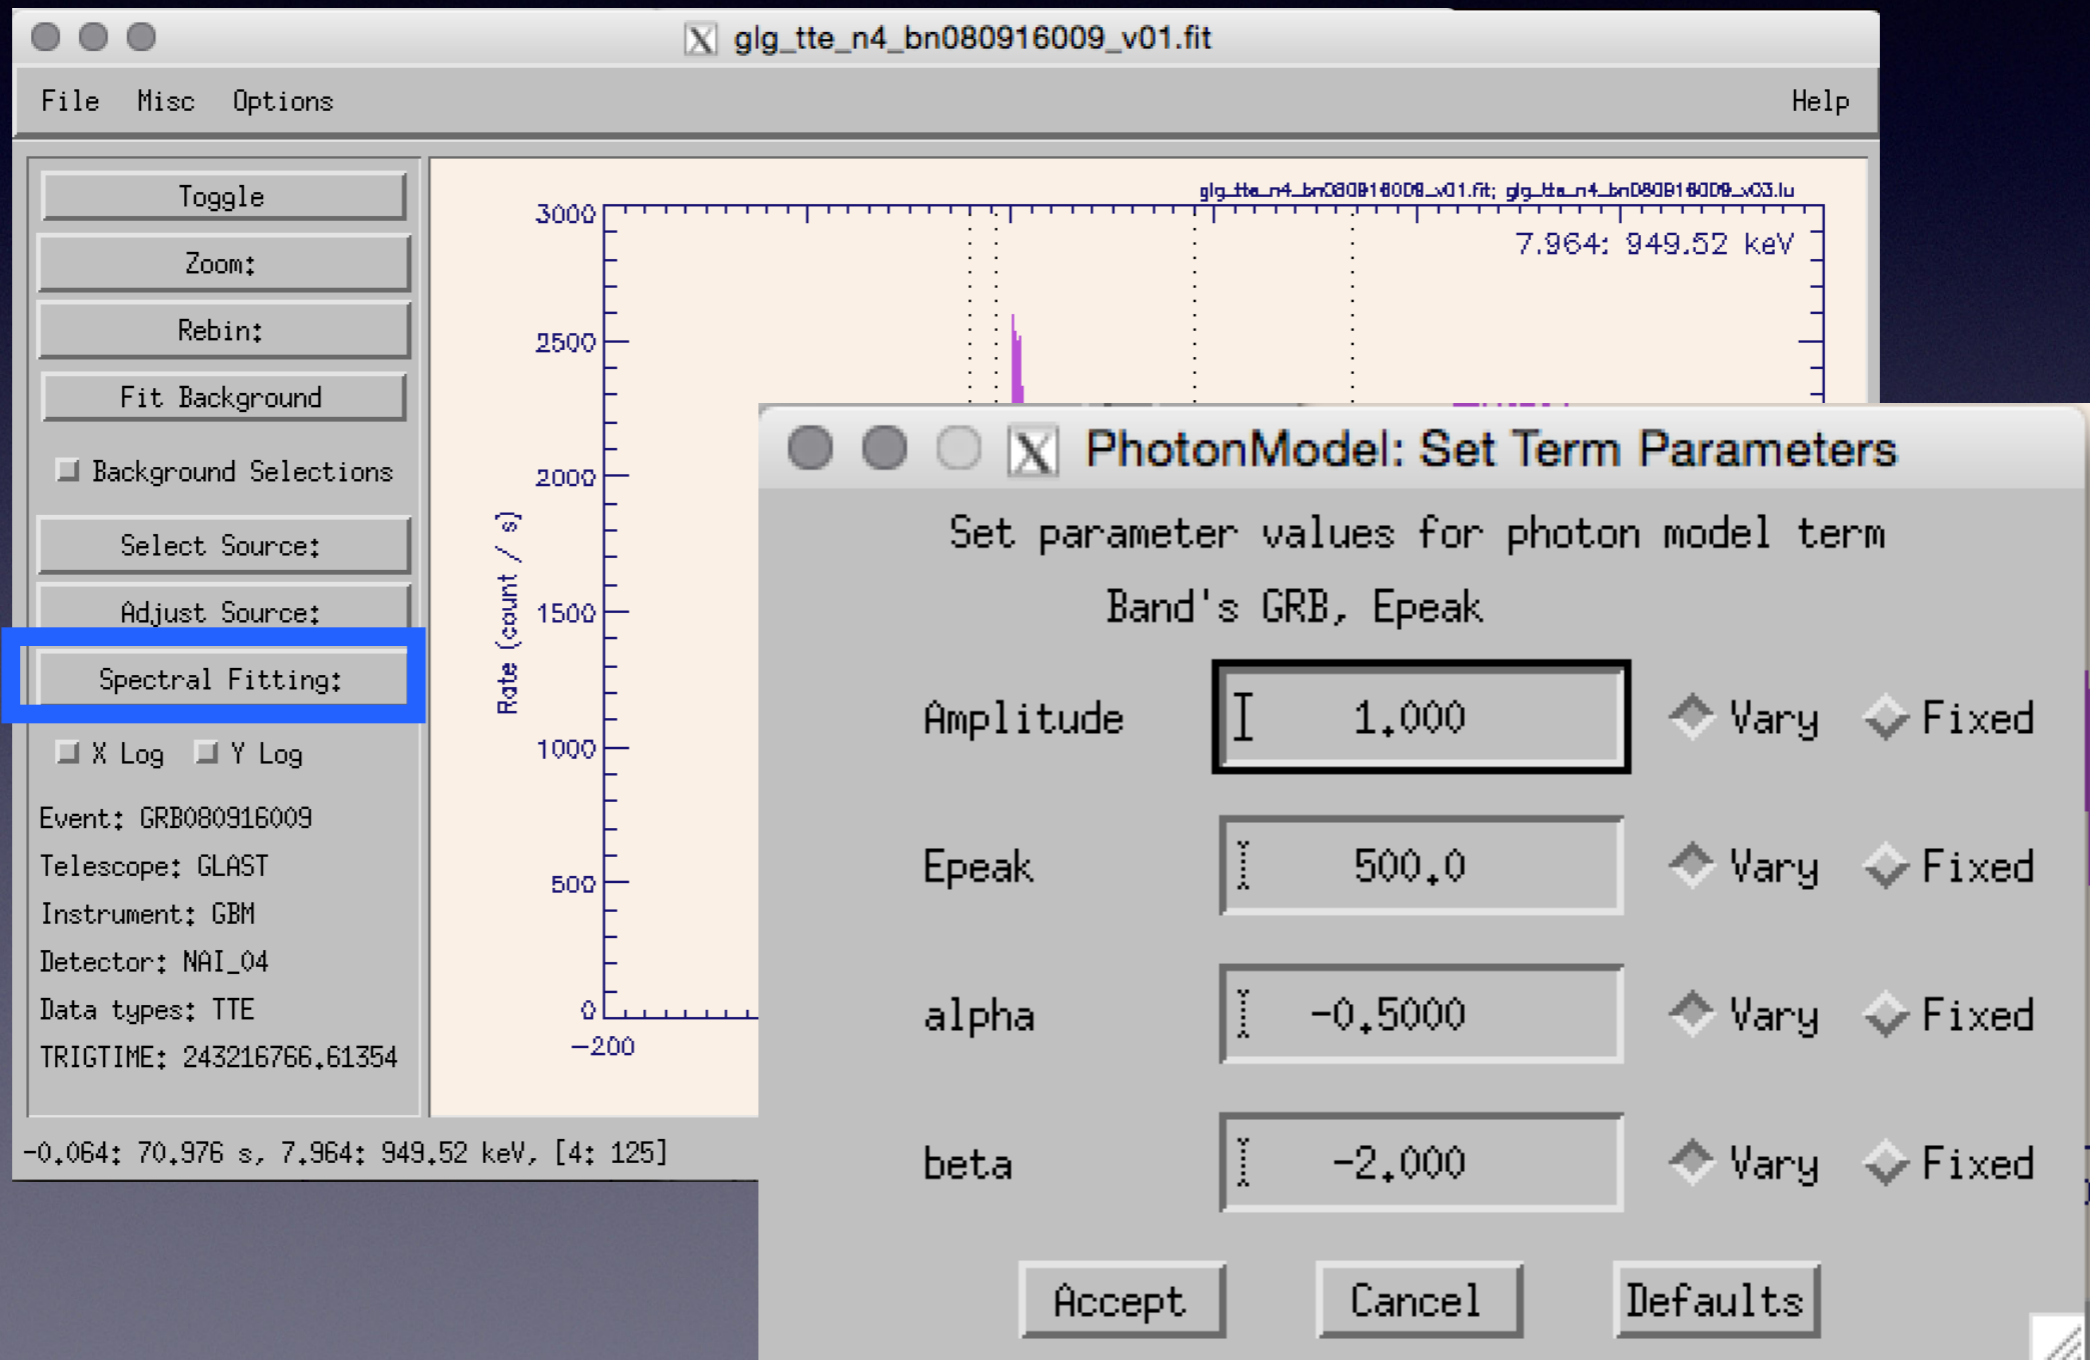 glg_tte_n4_bn080916009_v01.fit
File Misc Options Help
Toggle
Zoom:
Rebin:
Fit Background
Background Selections
Select Source:
Adjust Source:
Spectral Fitting:
X Log Y Log
Event: GRB080916009
Telescope: GLAST
Instrument: GBM
Detector: NAI_04
Data types: TTE
TRIGTIME: 243216766.61354
-0.064: 70.976 s, 7.964: 949.52 keV, [4: 125]
glg_tte_n4_bn080916009_v01.fit; glg_tte_n4_bn080916009_v03.lu
7.964: 949.52 keV
3000
2500
2000
1500
1000
500
0
-200
Rate (count / s)
PhotonModel: Set Term Parameters
Set parameter values for photon model term
Band's GRB, Epeak
Amplitude 1.000 Vary Fixed
Epeak 500.0 Vary Fixed
alpha -0.5000 Vary Fixed
beta -2.000 Vary Fixed
Accept Cancel Defaults